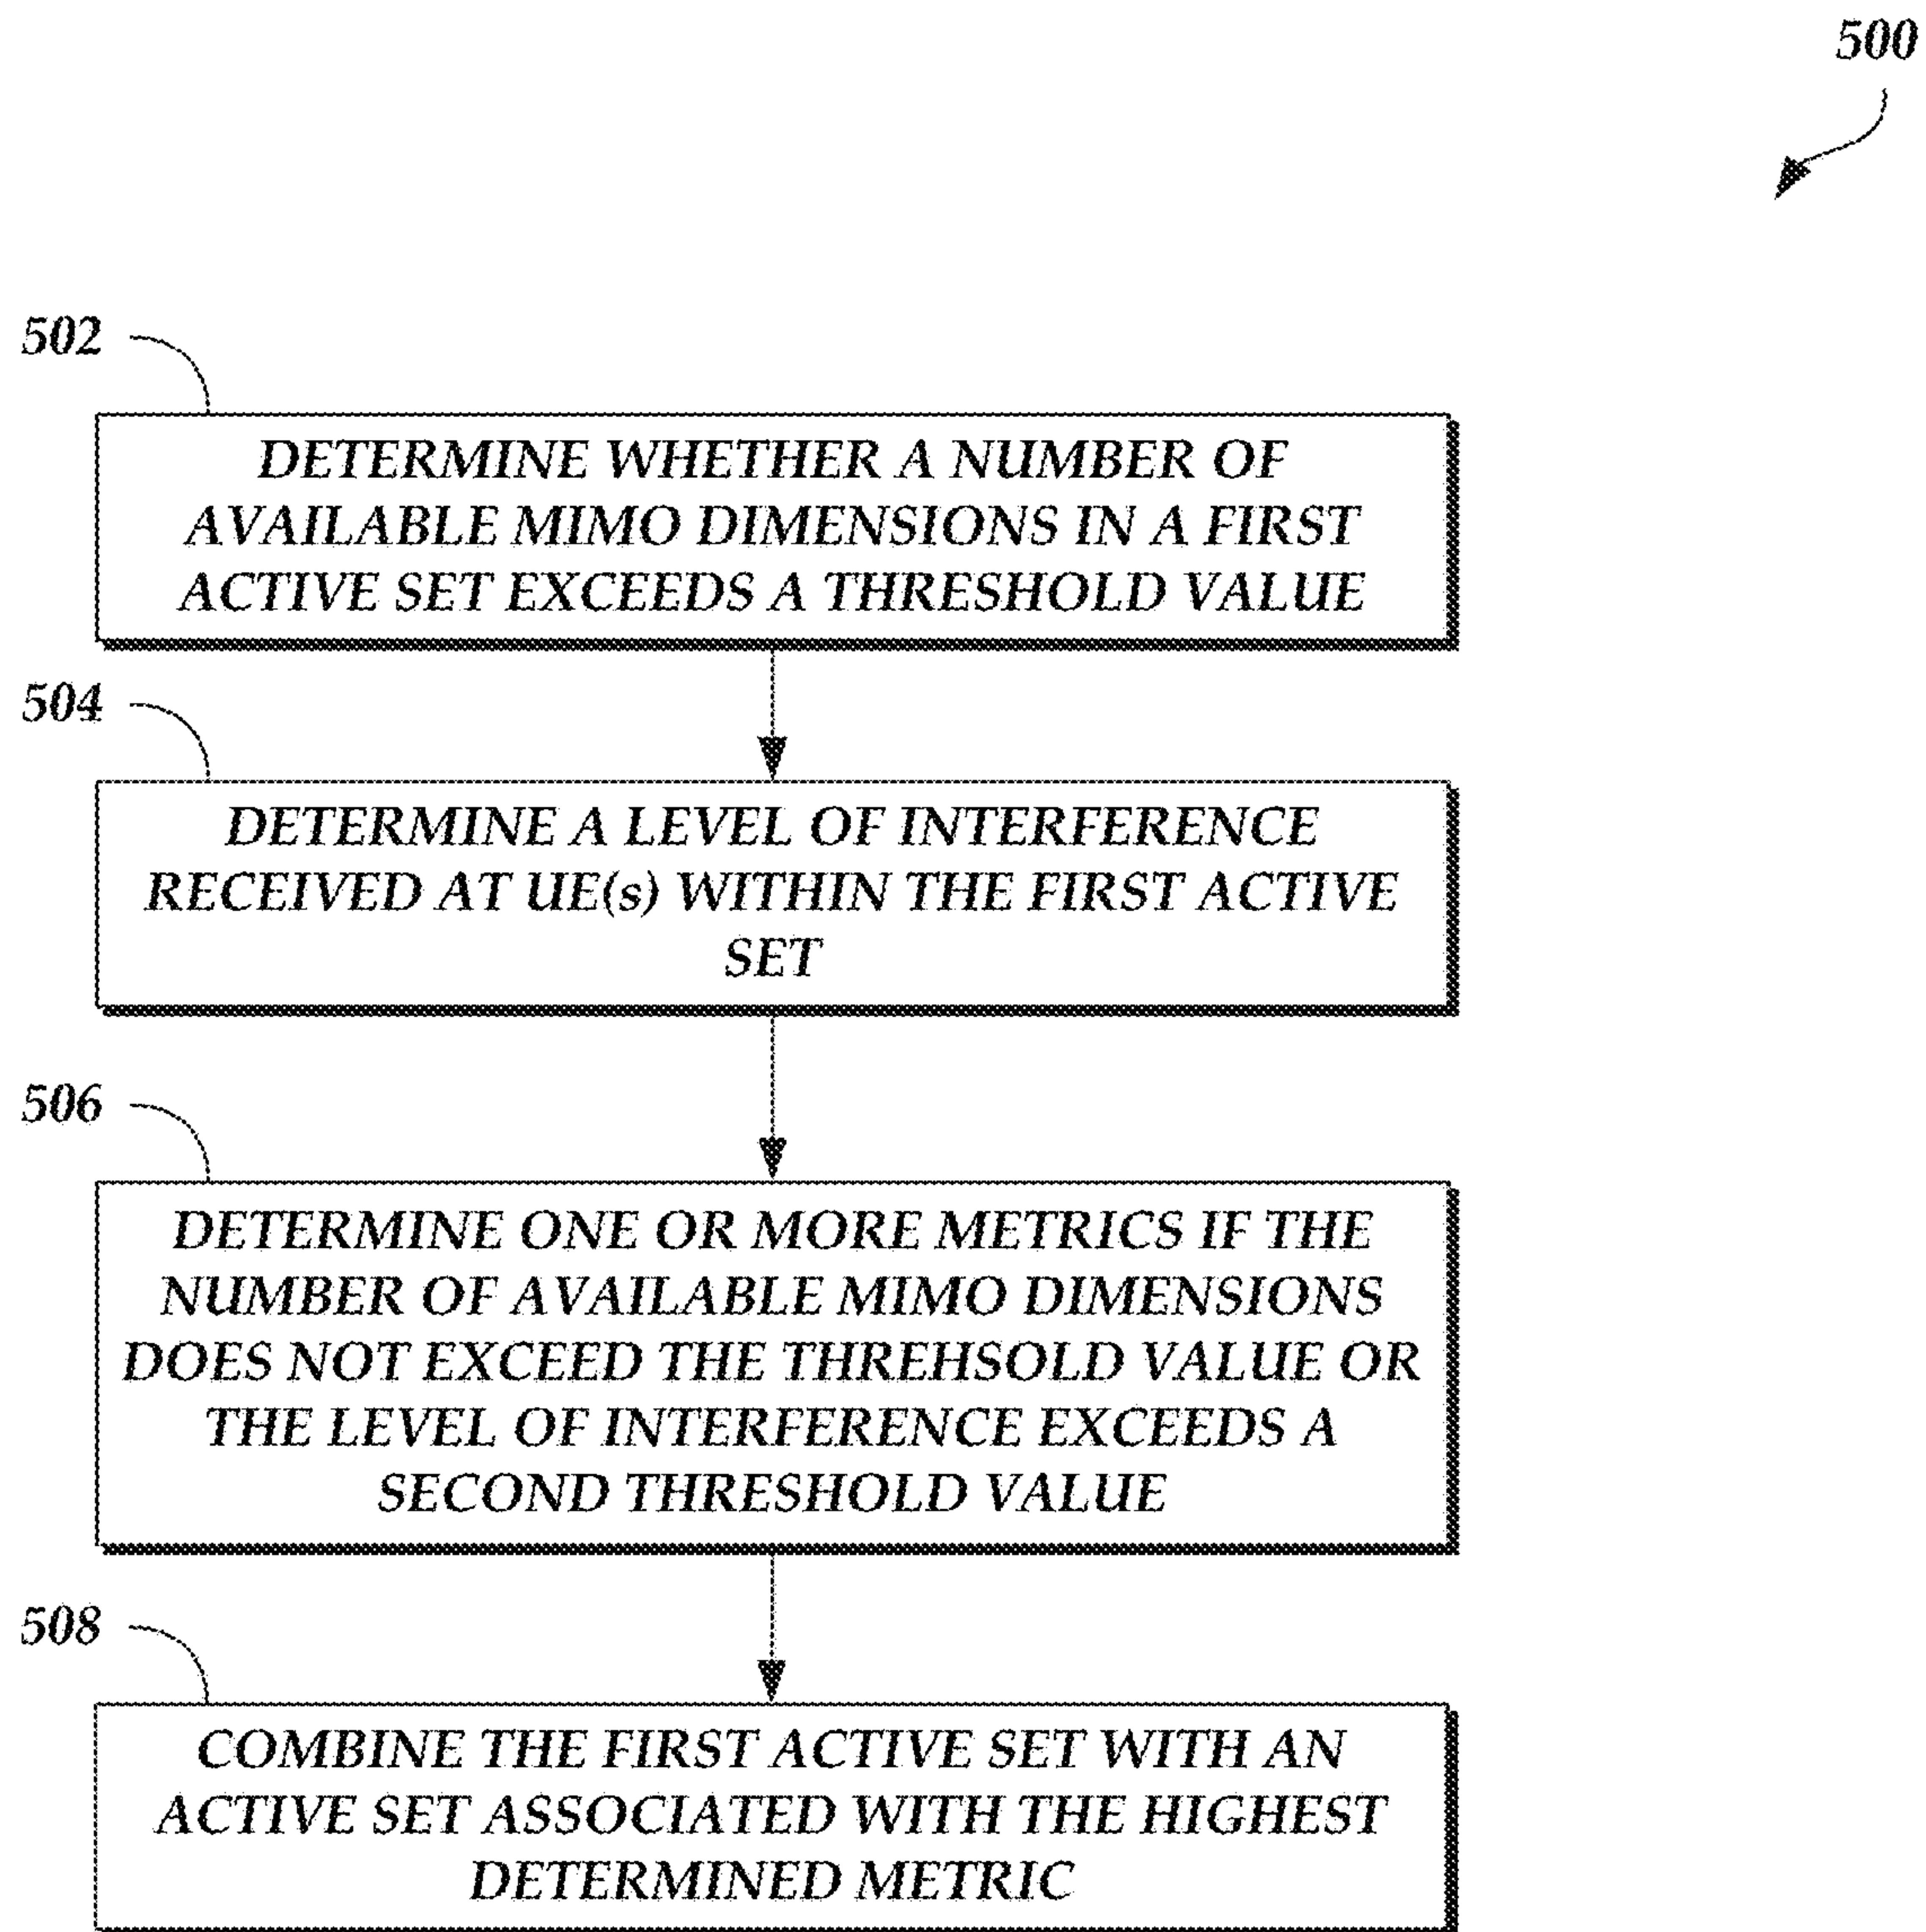 500
502
DETERMINE WHETHER A NUMBER OF
AVAILABLE MIMO DIMENSIONS IN A FIRST
ACTIVE SET EXCEEDS A THRESHOLD VALUE
504
DETERMINE A LEVEL OF INTERFERENCE
RECEIVED AT UE(s) WITHIN THE FIRST ACTIVE
SET
506
DETERMINE ONE OR MORE METRICS IF THE
NUMBER OF AVAILABLE MIMO DIMENSIONS
DOES NOT EXCEED THE THREHSOLD VALUE OR
THE LEVEL OF INTERFERENCE EXCEEDS A
SECOND THRESHOLD VALUE
508
COMBINE THE FIRST ACTIVE SET WITH AN
ACTIVE SET ASSOCIATED WITH THE HIGHEST
DETERMINED METRIC